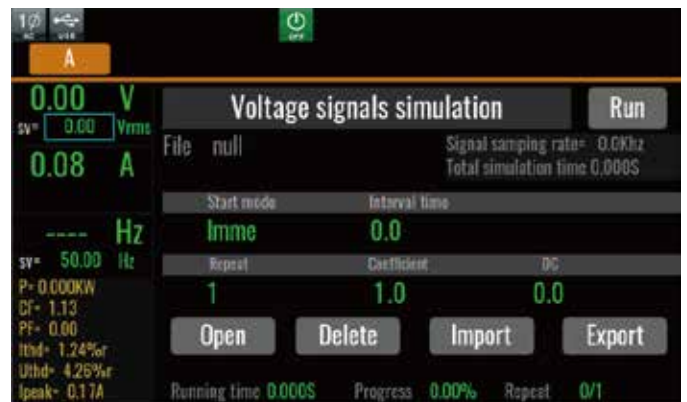 1Ø
AC
USB
OFF
A
0.00 V
SV= 0.00 Vrms
0.08 A
---- Hz
SV= 50.00 Hz
P= 0.000KW
CF= 1.13
PF= 0.00
Ithd= 1.24%r
Uthd= 4.26%r
Ipeak= 0.17A
Voltage signals simulation
Run
File null
Signal samping rate= 0.0Khz
Total simulation time 0.000S
Start mode Interval time
Imme 0.0
Repeat Coefficient DC
1 1.0 0.0
Open Delete Import Export
Running time 0.000S Progress 0.00% Repeat 0/1